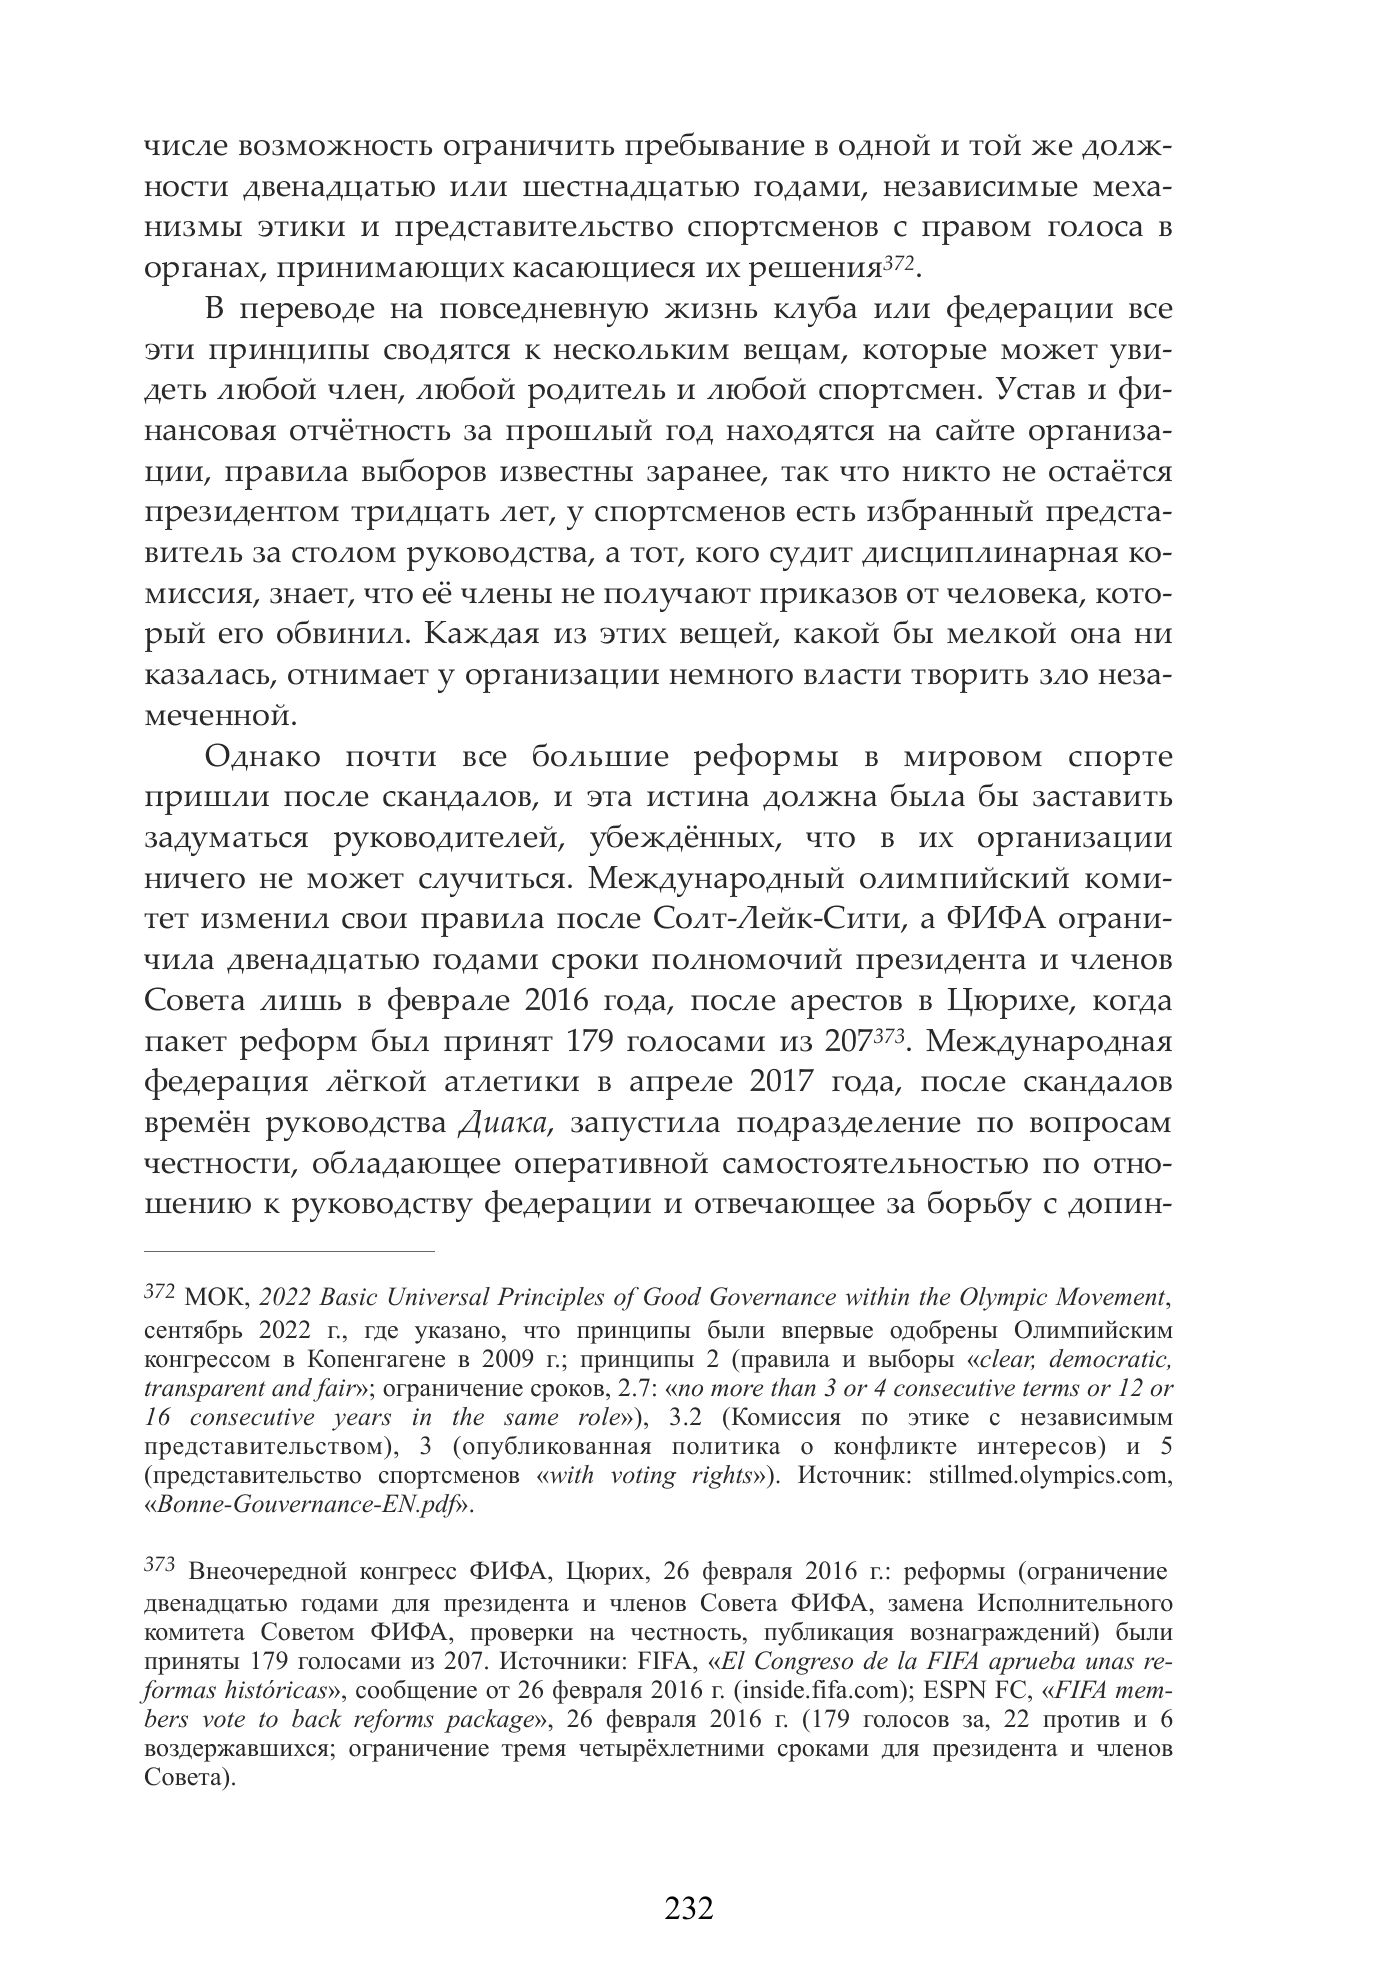 числе возможность ограничить пребывание в одной и той же долж-
ности двенадцатью или шестнадцатью годами, независимые меха-
низмы этики и представительство спортсменов с правом голоса в
органах, принимающих касающиеся их решения372.
В переводе на повседневную жизнь клуба или федерации все
эти принципы сводятся к нескольким вещам, которые может уви-
деть любой член, любой родитель и любой спортсмен. Устав и фи-
нансовая отчётность за прошлый год находятся на сайте организа-
ции, правила выборов известны заранее, так что никто не остаётся
президентом тридцать лет, у спортсменов есть избранный предста-
витель за столом руководства, а тот, кого судит дисциплинарная ко-
миссия, знает, что её члены не получают приказов от человека, кото-
рый его обвинил. Каждая из этих вещей, какой бы мелкой она ни
казалась, отнимает у организации немного власти творить зло неза-
меченной.
Однако почти все большие реформы в мировом спорте
пришли после скандалов, и эта истина должна была бы заставить
задуматься руководителей, убеждённых, что в их организации
ничего не может случиться. Международный олимпийский коми-
тет изменил свои правила после Солт-Лейк-Сити, а ФИФА ограни-
чила двенадцатью годами сроки полномочий президента и членов
Совета лишь в феврале 2016 года, после арестов в Цюрихе, когда
пакет реформ был принят 179 голосами из 207373. Международная
федерация лёгкой атлетики в апреле 2017 года, после скандалов
времён руководства Диака, запустила подразделение по вопросам
честности, обладающее оперативной самостоятельностью по отно-
шению к руководству федерации и отвечающее за борьбу с допин-
372 МОК, 2022 Basic Universal Principles of Good Governance within the Olympic Movement,
сентябрь 2022 г., где указано, что принципы были впервые одобрены Олимпийским
конгрессом в Копенгагене в 2009 г.; принципы 2 (правила и выборы «clear, democratic,
transparent and fair»; ограничение сроков, 2.7: «no more than 3 or 4 consecutive terms or 12 or
16 consecutive years in the same role»), 3.2 (Комиссия по этике с независимым
представительством), 3 (опубликованная политика о конфликте интересов) и 5
(представительство спортсменов «with voting rights»). Источник: stillmed.olympics.com,
«Bonne-Gouvernance-EN.pdf».
373 Внеочередной конгресс ФИФА, Цюрих, 26 февраля 2016 г.: реформы (ограничение
двенадцатью годами для президента и членов Совета ФИФА, замена Исполнительного
комитета Советом ФИФА, проверки на честность, публикация вознаграждений) были
приняты 179 голосами из 207. Источники: FIFA, «El Congreso de la FIFA aprueba unas re-
formas históricas», сообщение от 26 февраля 2016 г. (inside.fifa.com); ESPN FC, «FIFA mem-
bers vote to back reforms package», 26 февраля 2016 г. (179 голосов за, 22 против и 6
воздержавшихся; ограничение тремя четырёхлетними сроками для президента и членов
Совета).
232